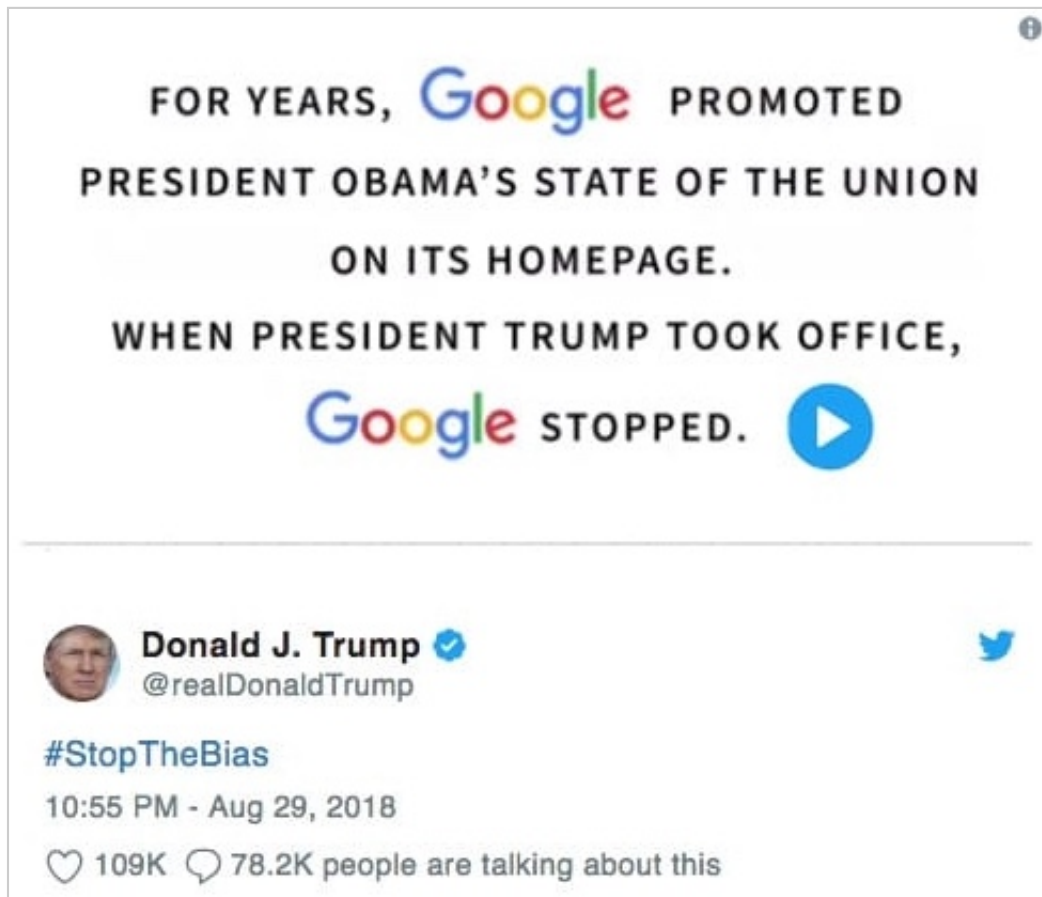 FOR YEARS, Google PROMOTED
PRESIDENT OBAMA'S STATE OF THE UNION
ON ITS HOMEPAGE.
WHEN PRESIDENT TRUMP TOOK OFFICE,
Google STOPPED.
Donald J. Trump
@realDonaldTrump
#StopTheBias
10:55 PM - Aug 29, 2018
109K 78.2K people are talking about this